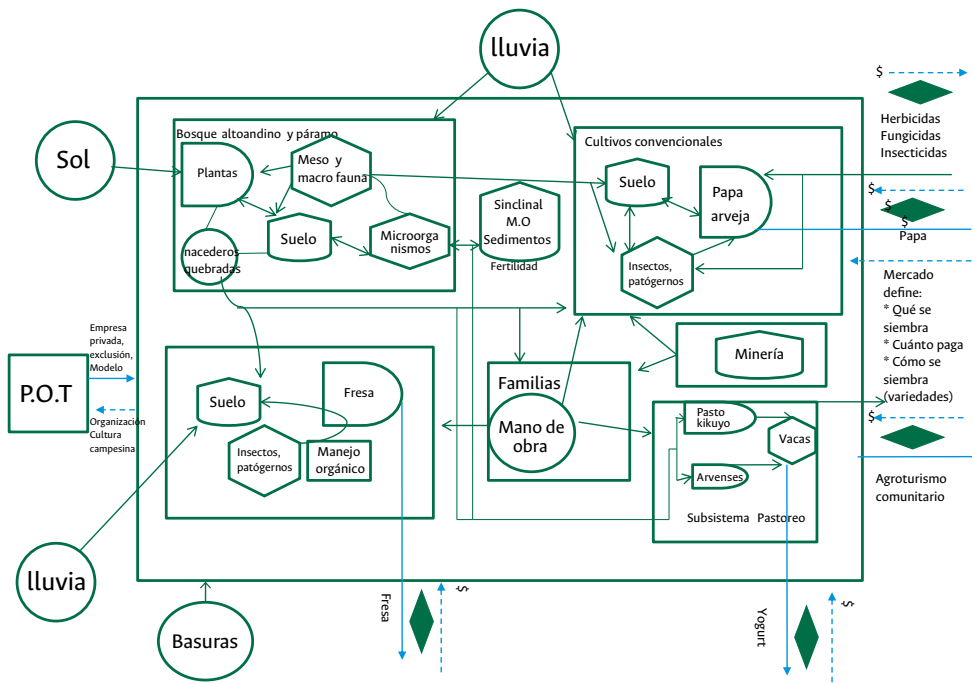 lluvia
$
Herbicidas
Fungicidas
Insecticidas
Sol
Bosque altoandino y páramo
Plantas
Meso y
macro fauna
Suelo
Microorga
nismos
nacederos
quebradas
Sinclinal
M.O
Sedimentos
Fertilidad
Cultivos convencionales
Suelo
Papa
arveja
Insectos,
patógernos
$
$
$
Papa
Mercado
define:
* Qué se
siembra
* Cuánto paga
* Cómo se
siembra
(variedades)
$
Agroturismo
comunitario
P.O.T
Empresa
privada,
exclusión,
Modelo
Organización
Cultura
campesina
Suelo
Fresa
Insectos,
patógernos
Manejo
orgánico
Familias
Mano de
obra
Minería
Pasto
kikuyo
Vacas
Arvenses
Subsistema Pastoreo
lluvia
Basuras
Fresa
$
Yogurt
$